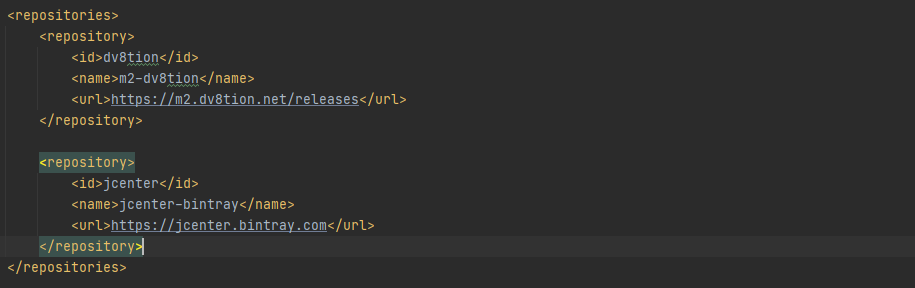 <repositories>
<repository>
<id>dv8tion</id>
<name>m2-dv8tion</name>
<url>https://m2.dv8tion.net/releases</url>
</repository>
<repository>
<id>jcenter</id>
<name>jcenter-bintray</name>
<url>https://jcenter.bintray.com</url>
</repository>
</repositories>